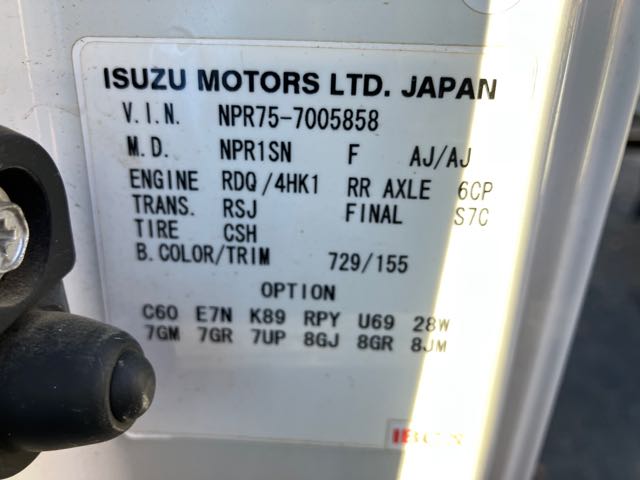 ISUZU MOTORS LTD. JAPAN
V.I.N. NPR75-7005858
M.D. NPR1SN F AJ/AJ
ENGINE RDQ/4HK1 RR AXLE 6CP
TRANS. RSJ FINAL S7C
TIRE CSH
B.COLOR/TRIM 729/155
OPTION
C60 E7N K89 RPY U69 28W
7GM 7GR 7UP 8GJ 8GR 8JM